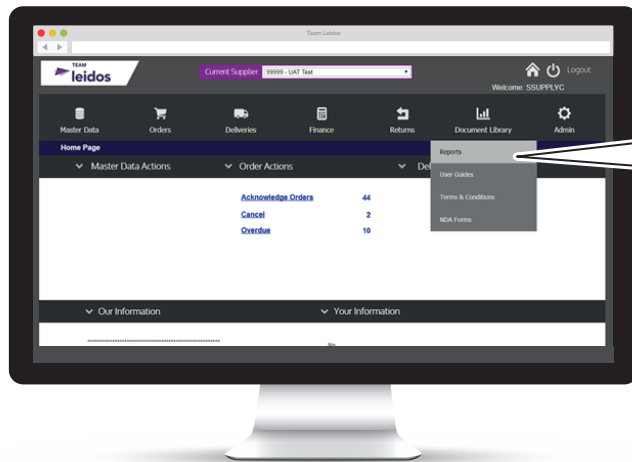 Team Leidos
TEAM
leidos
Current Supplier 99999 - UAT Test
Logout
Welcome: SSUPPLYC
Master Data Orders Deliveries Finance Returns Document Library Admin
Home Page
Reports
Master Data Actions Order Actions Del
User Guides
Acknowledge Orders 44
Terms & Conditions
Cancel 2
NDA Forms
Overdue 10
Our Information Your Information